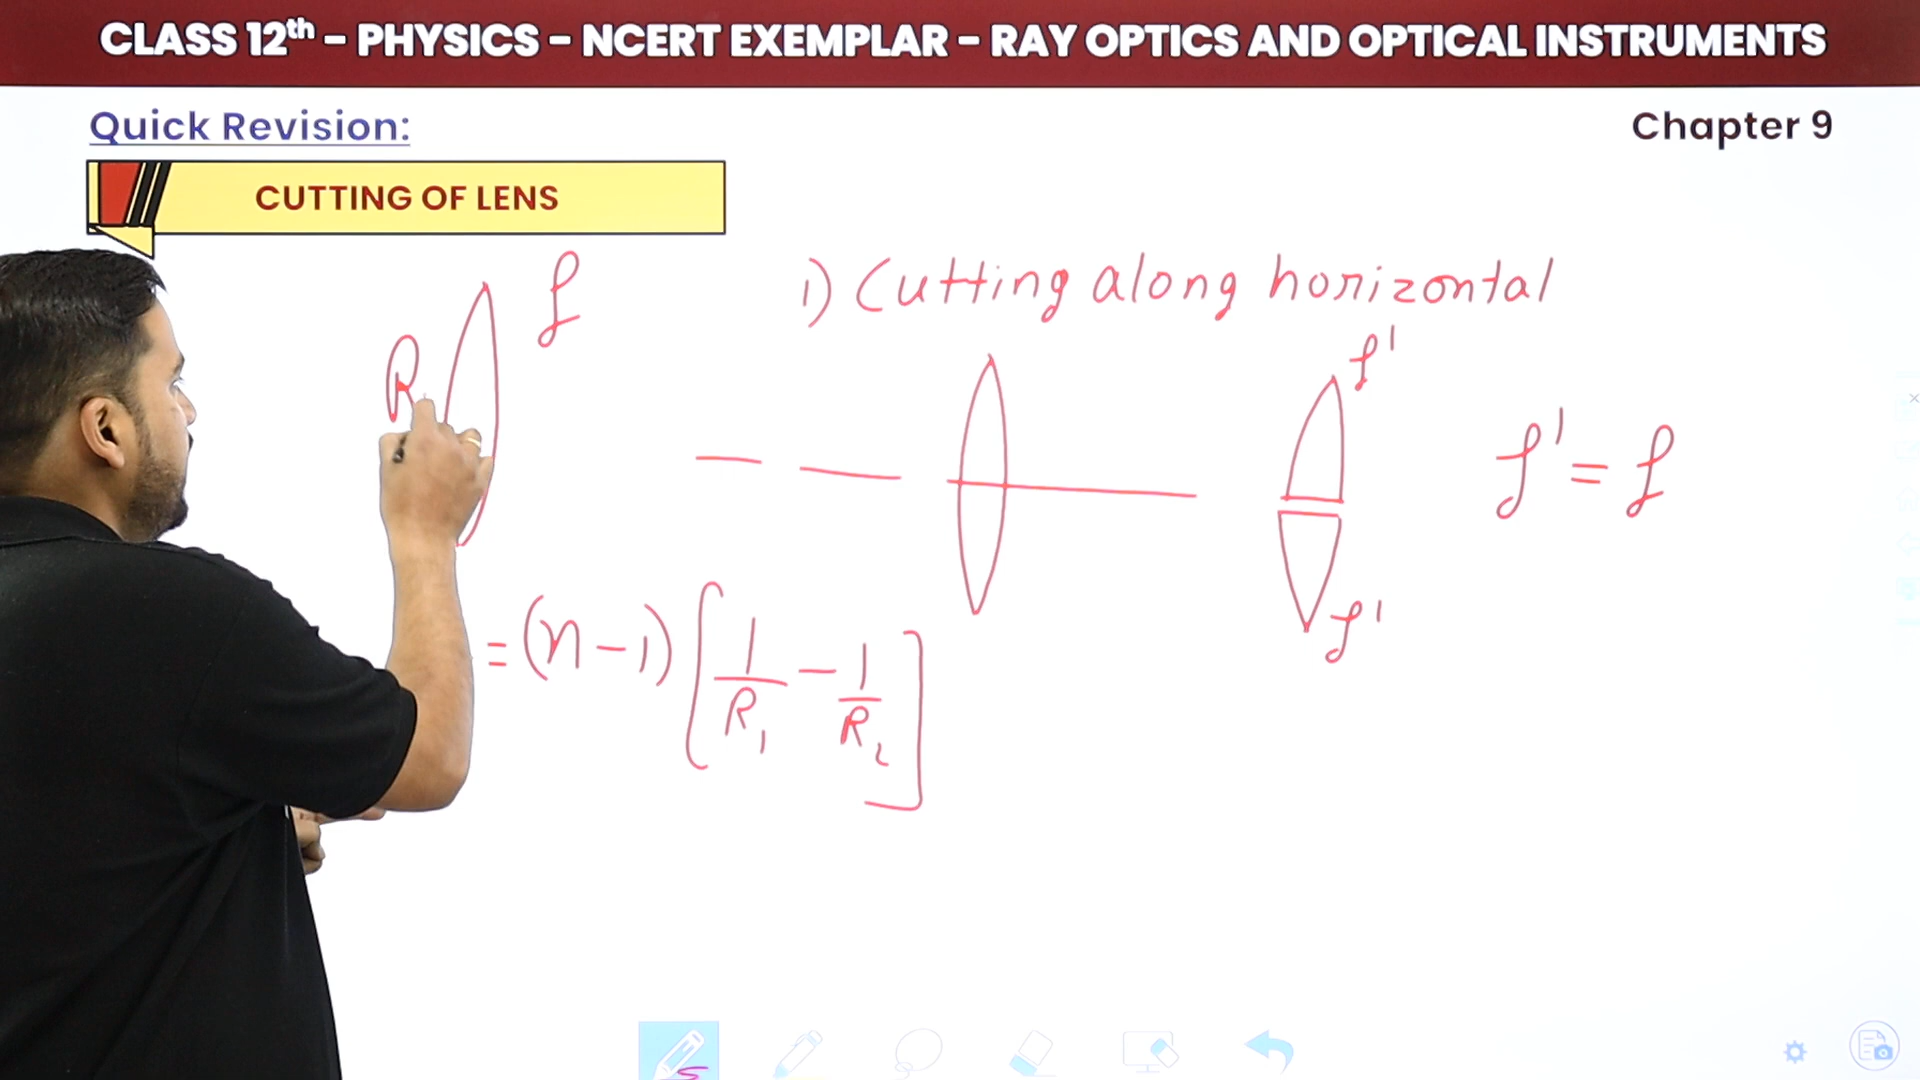 CLASS 12th – PHYSICS – NCERT EXEMPLAR – RAY OPTICS AND OPTICAL INSTRUMENTS
Quick Revision:
Chapter 9
CUTTING OF LENS
f
1) Cutting along horizontal
R
f'
f' = f
f'
= (n - 1) [1/R₁ - 1/R₂]